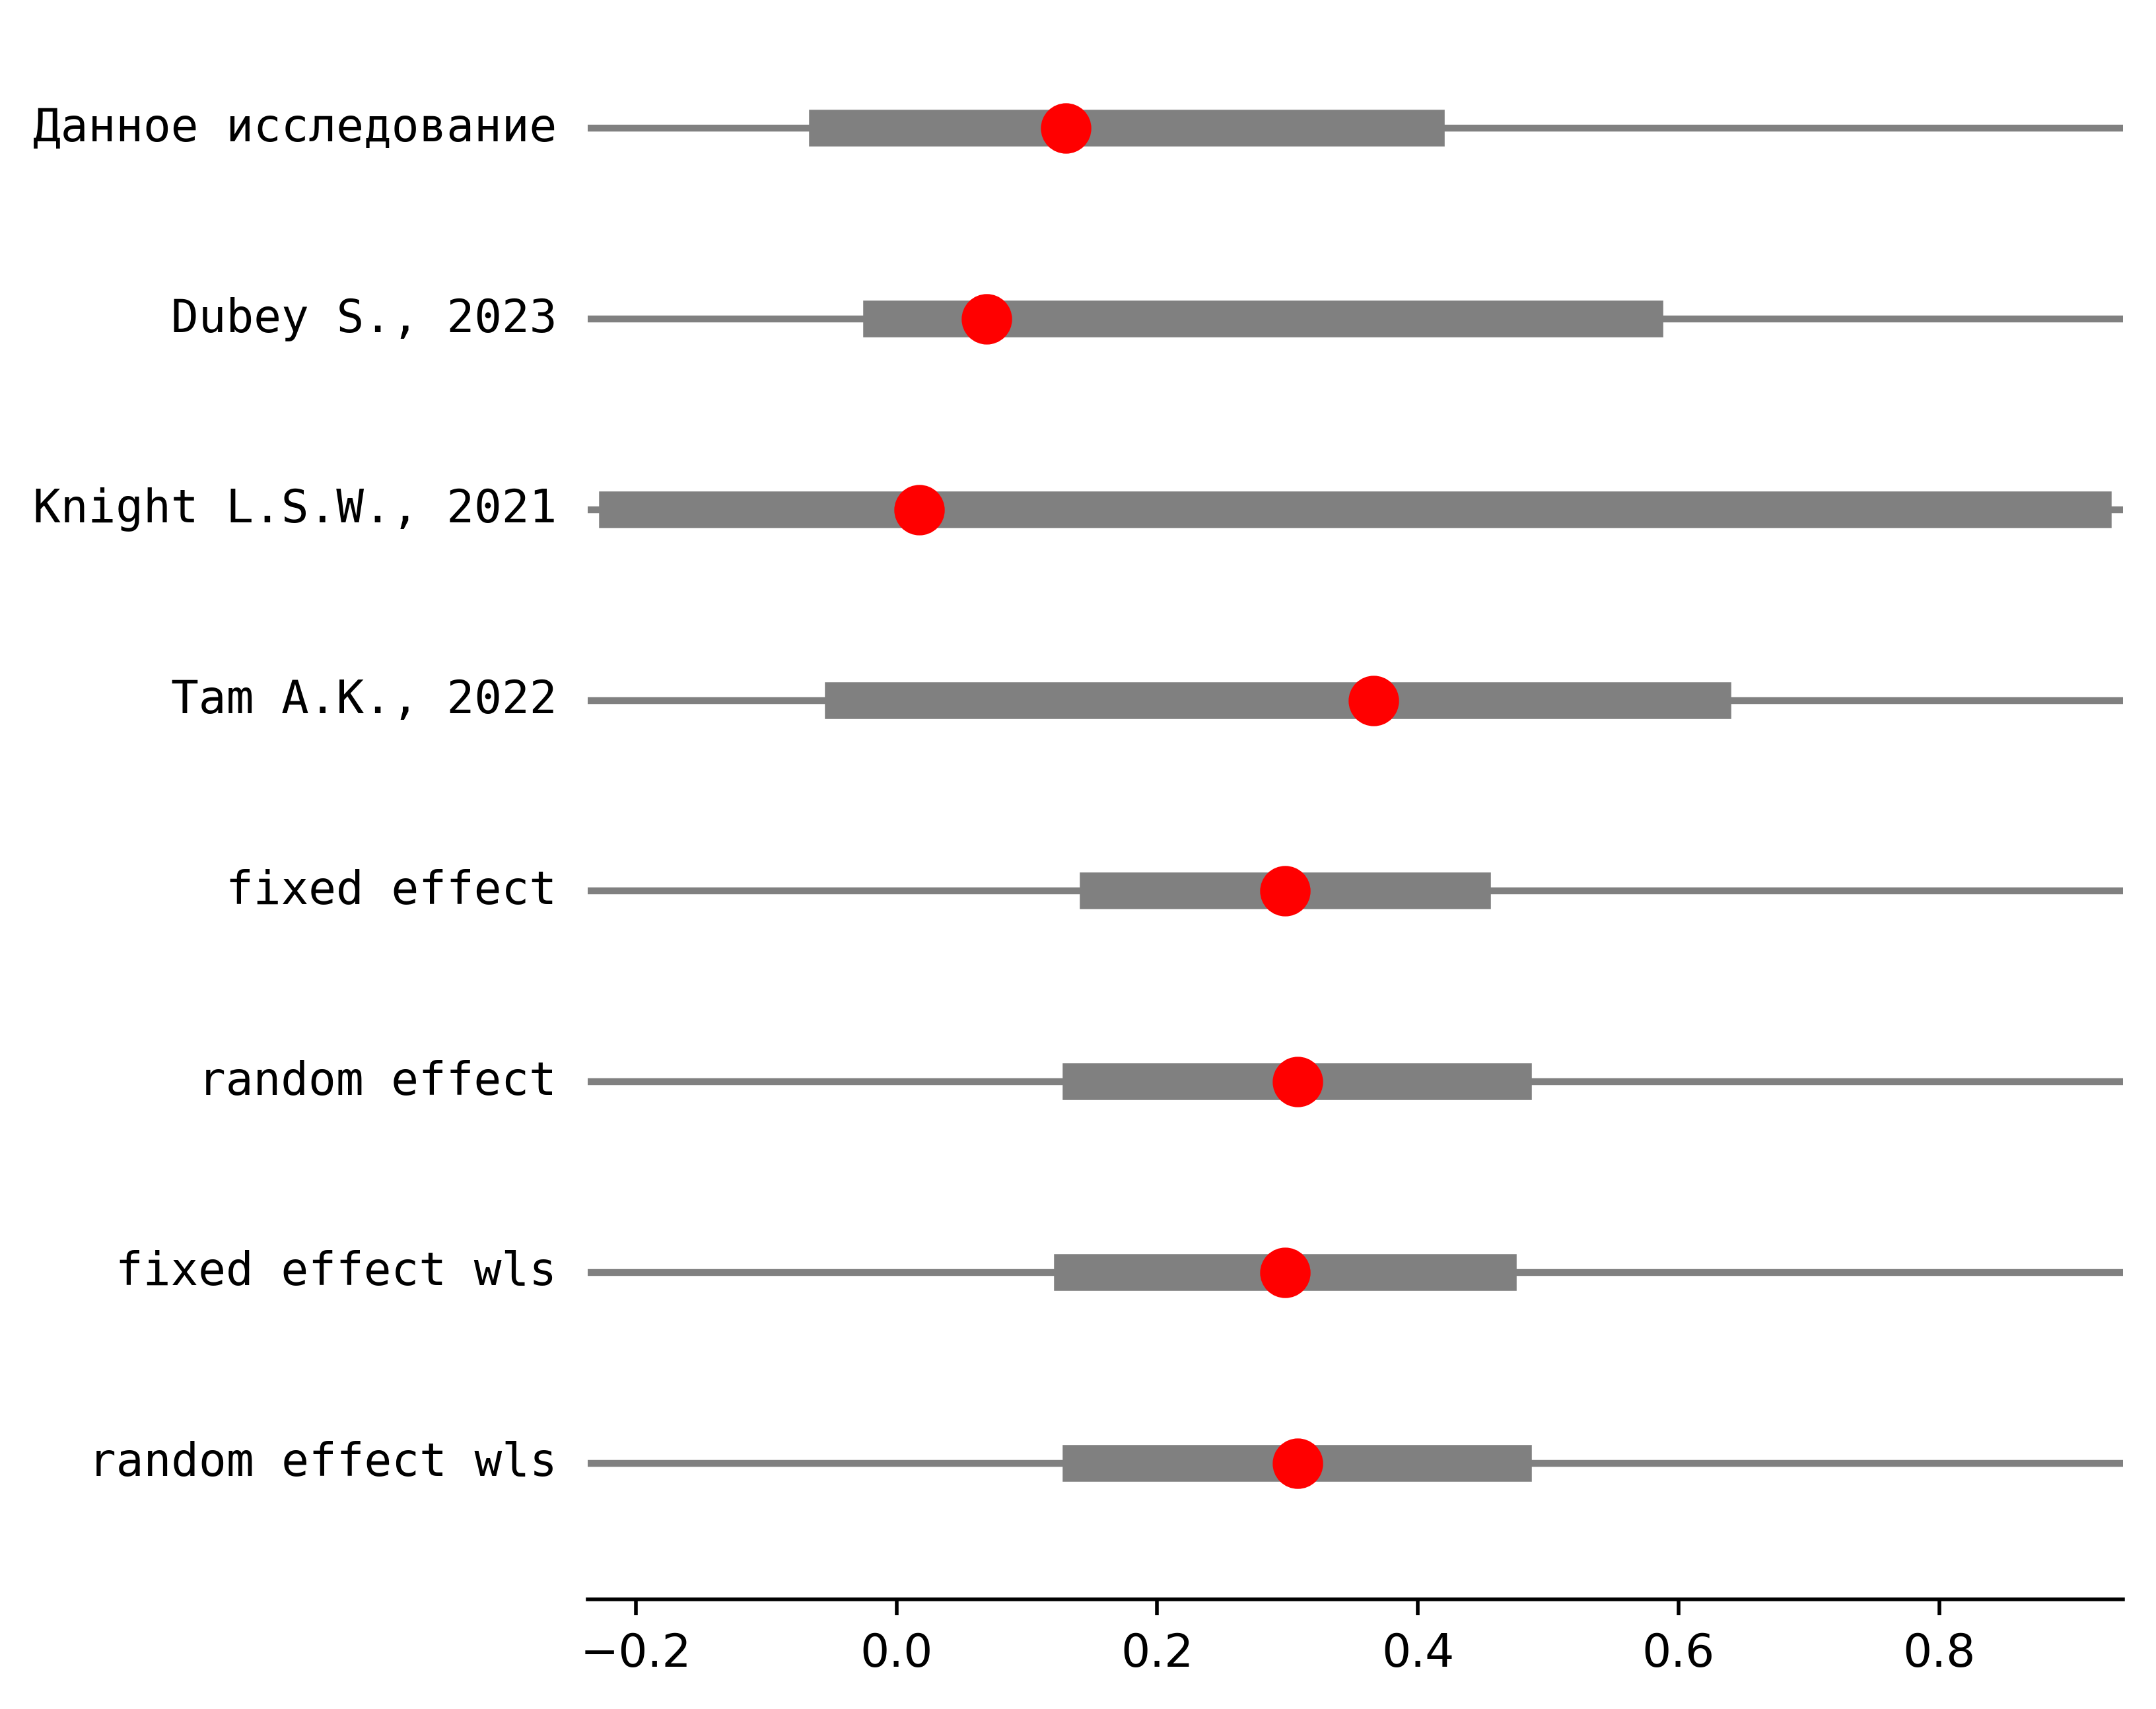 Данное исследование
Dubey S., 2023
Knight L.S.W., 2021
Tam A.K., 2022
fixed effect
random effect
fixed effect wls
random effect wls
−0.2 0.0 0.2 0.4 0.6 0.8